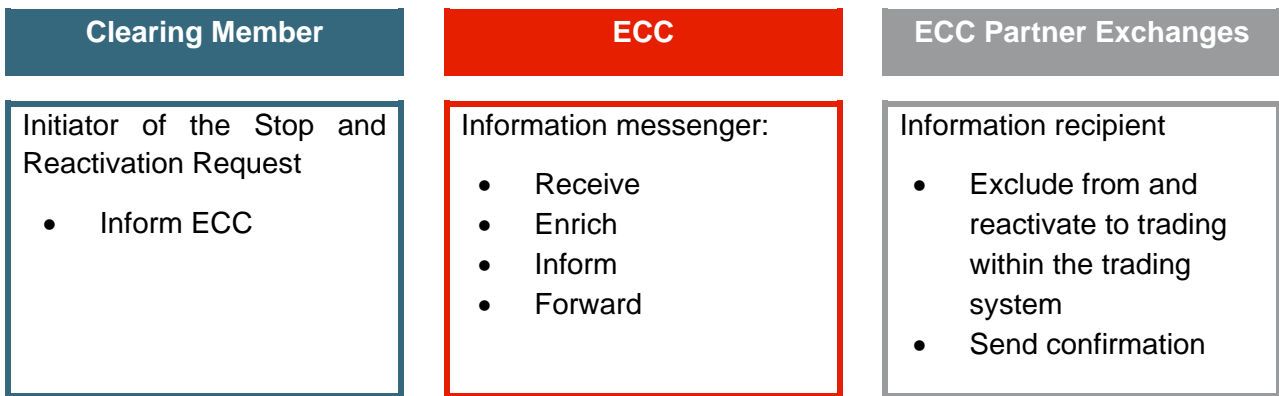 Clearing Member
Initiator of the Stop and
Reactivation Request
• Inform ECC
ECC
Information messenger:
• Receive
• Enrich
• Inform
• Forward
ECC Partner Exchanges
Information recipient
• Exclude from and
reactivate to trading
within the trading
system
• Send confirmation